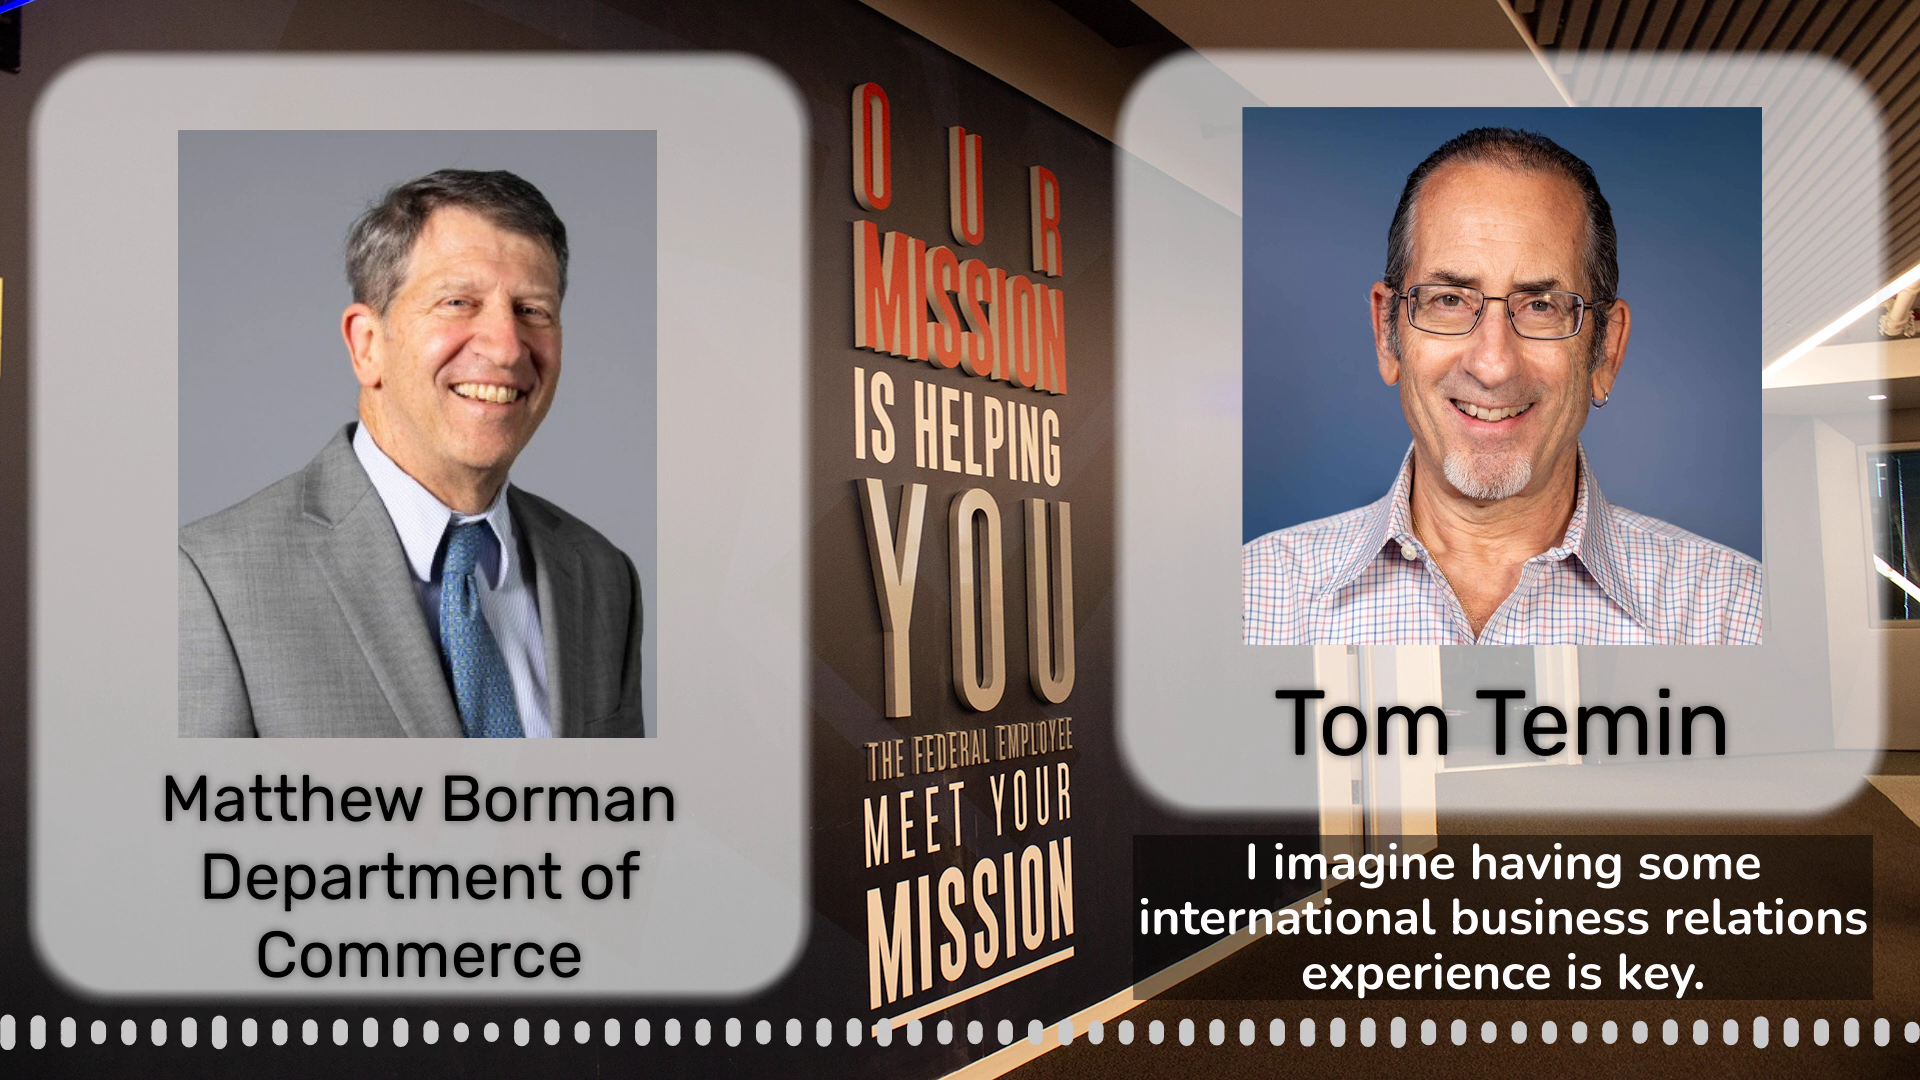 Matthew Borman
Department of
Commerce
OUR
MISSION
IS HELPING
YOU
THE FEDERAL EMPLOYEE
MEET YOUR
MISSION
Tom Temin
I imagine having some
international business relations
experience is key.